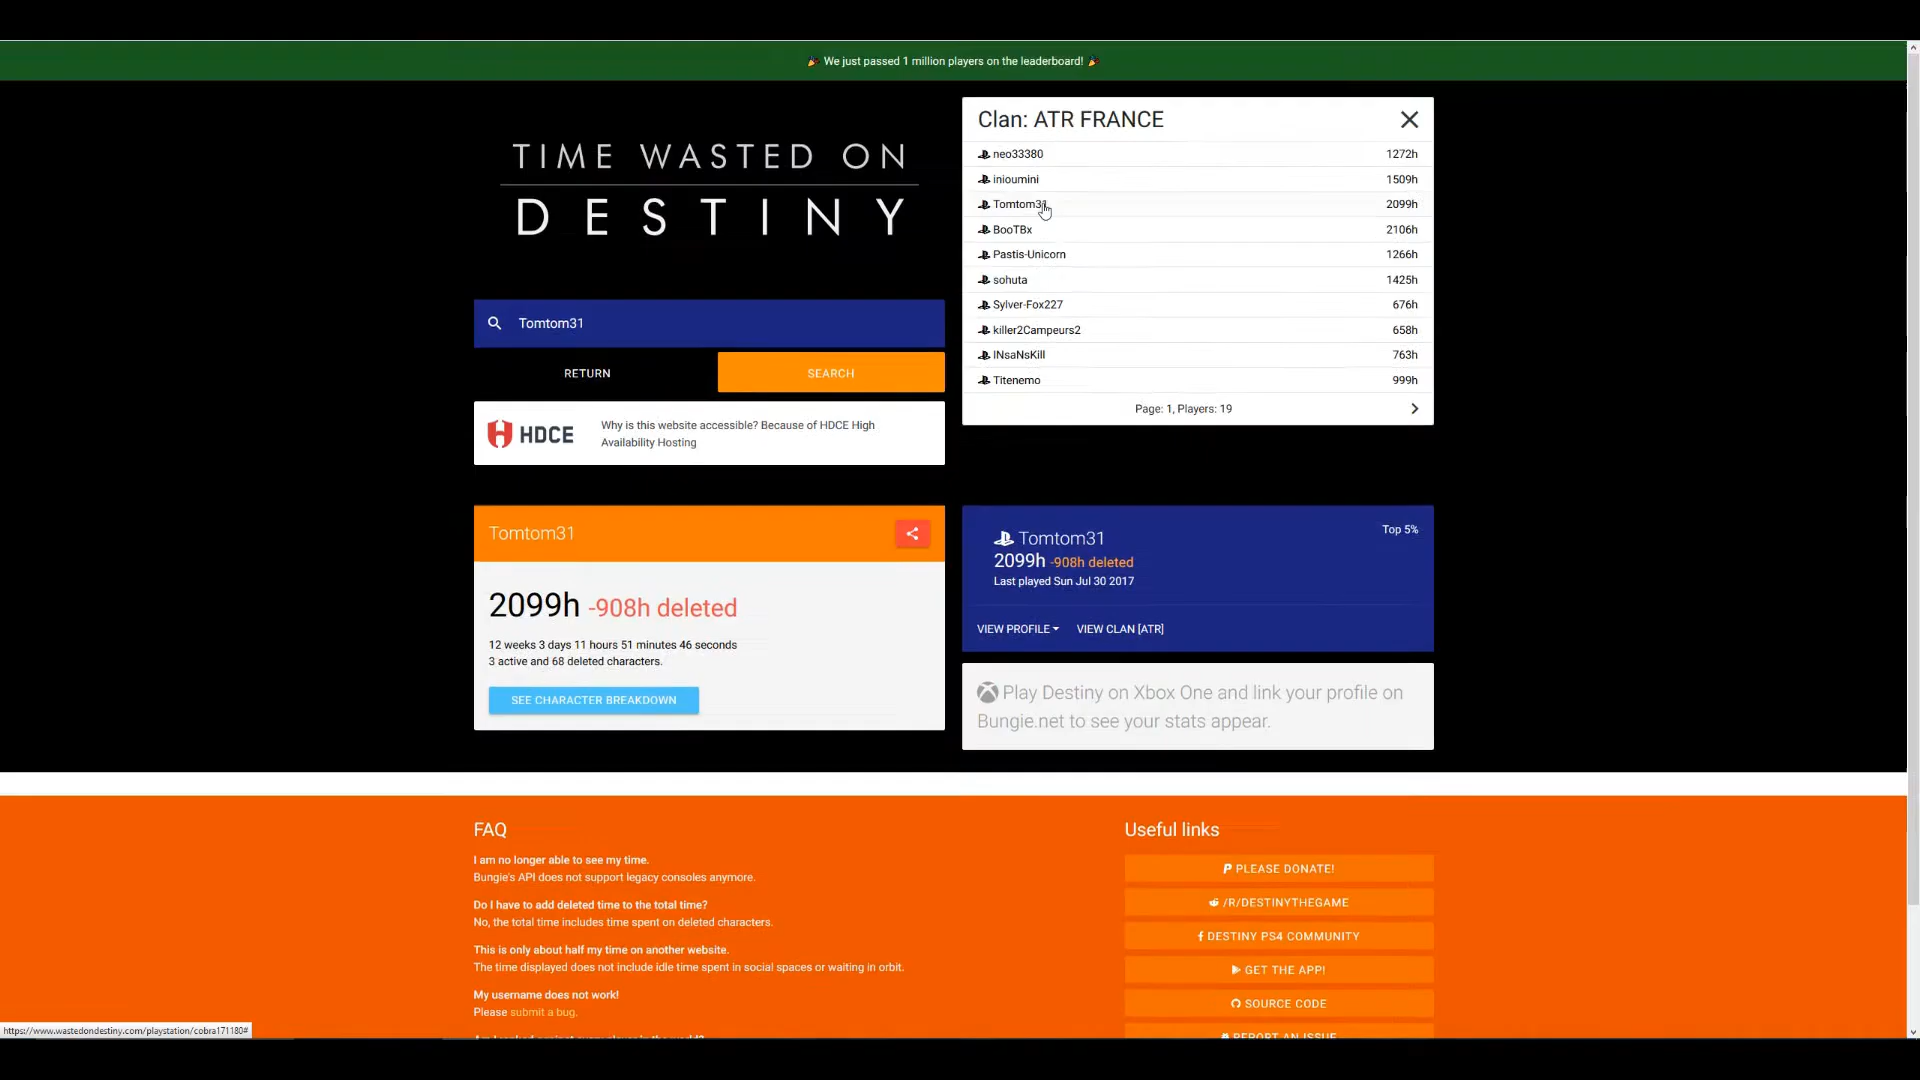 🎉 We just passed 1 million players on the leaderboard! 🎉
TIME WASTED ON
DESTINY
Tomtom31
RETURN
SEARCH
HDCE
Why is this website accessible? Because of HDCE High
Availability Hosting
Clan: ATR FRANCE
neo33380 1272h
inioumini 1509h
Tomtom31 2099h
BooTBx 2106h
Pastis-Unicorn 1266h
sohuta 1425h
Sylver-Fox227 676h
killer2Campeurs2 658h
INsaNsKill 763h
Titenemo 999h
Page: 1, Players: 19
Tomtom31
2099h -908h deleted
12 weeks 3 days 11 hours 51 minutes 46 seconds
3 active and 68 deleted characters.
SEE CHARACTER BREAKDOWN
Top 5%
Tomtom31
2099h -908h deleted
Last played Sun Jul 30 2017
VIEW PROFILE VIEW CLAN [ATR]
Play Destiny on Xbox One and link your profile on
Bungie.net to see your stats appear.
FAQ
I am no longer able to see my time.
Bungie's API does not support legacy consoles anymore.
Do I have to add deleted time to the total time?
No, the total time includes time spent on deleted characters.
This is only about half my time on another website.
The time displayed does not include idle time spent in social spaces or waiting in orbit.
My username does not work!
Please submit a bug.
Useful links
PLEASE DONATE!
/R/DESTINYTHEGAME
DESTINY PS4 COMMUNITY
GET THE APP!
SOURCE CODE
REPORT AN ISSUE
https://www.wastedondestiny.com/playstation/cobra171180#